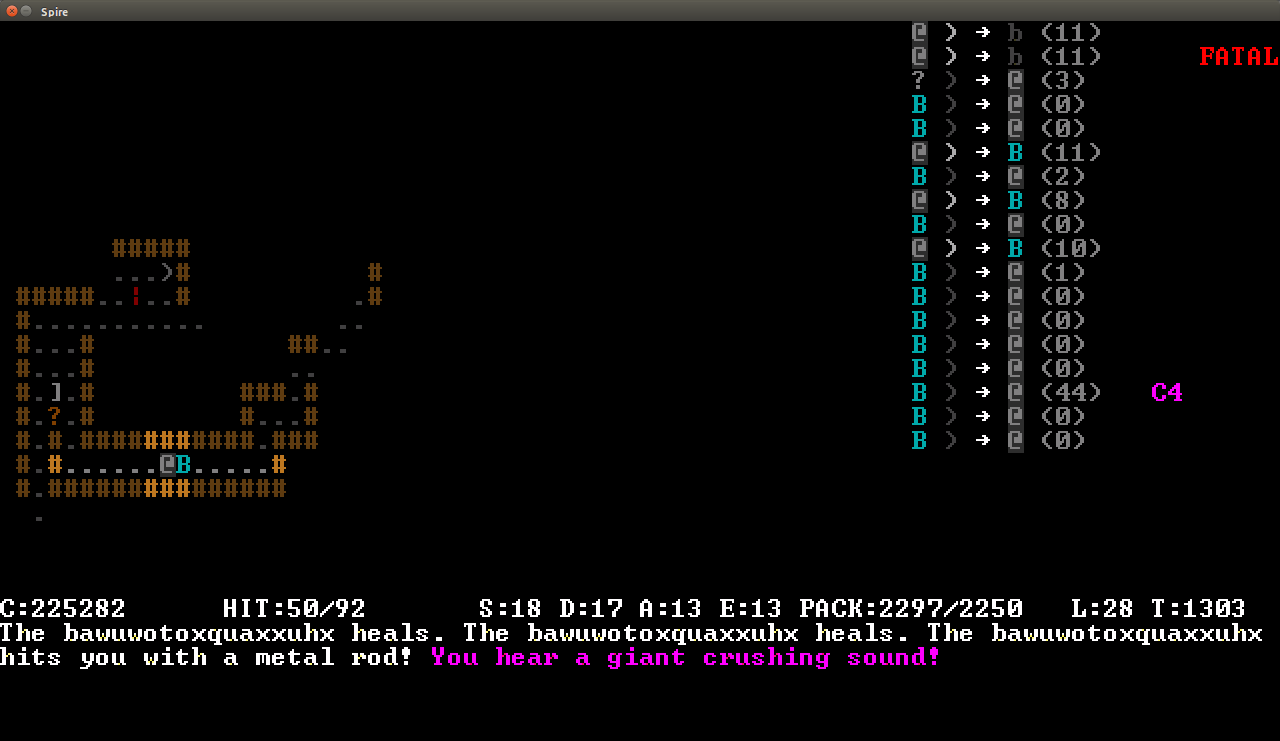 Spire
@ ) → b (11)
@ ) → b (11) FATAL
? ) → @ (3)
B ) → @ (0)
B ) → @ (0)
@ ) → B (11)
B ) → @ (2)
@ ) → B (8)
B ) → @ (0)
##### @ ) → B (10)
...)# # B ) → @ (1)
#####..!..# .# B ) → @ (0)
#........... .. B ) → @ (0)
#...# ##.. B ) → @ (0)
#...# .. B ) → @ (0)
#.].# ###.# B ) → @ (44) C4
#.?.# #...# B ) → @ (0)
#.#.###########.### B ) → @ (0)
#.#......@B.....#
#.###############
.
C:225282 HIT:50/92 S:18 D:17 A:13 E:13 PACK:2297/2250 L:28 T:1303
The bawuwotoxquaxxuhx heals. The bawuwotoxquaxxuhx heals. The bawuwotoxquaxxuhx
hits you with a metal rod! You hear a giant crushing sound!